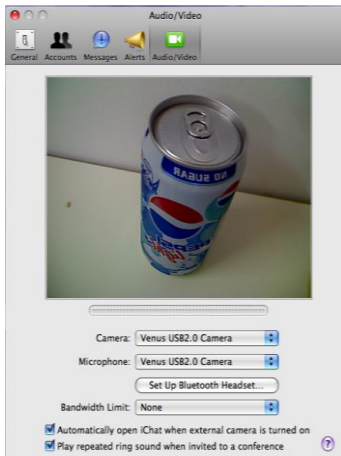 Audio/Video
General Accounts Messages Alerts Audio/Video
NO SUGAR
PEPSI
light
Camera: Venus USB2.0 Camera
Microphone: Venus USB2.0 Camera
Set Up Bluetooth Headset...
Bandwidth Limit: None
Automatically open iChat when external camera is turned on
Play repeated ring sound when invited to a conference
?